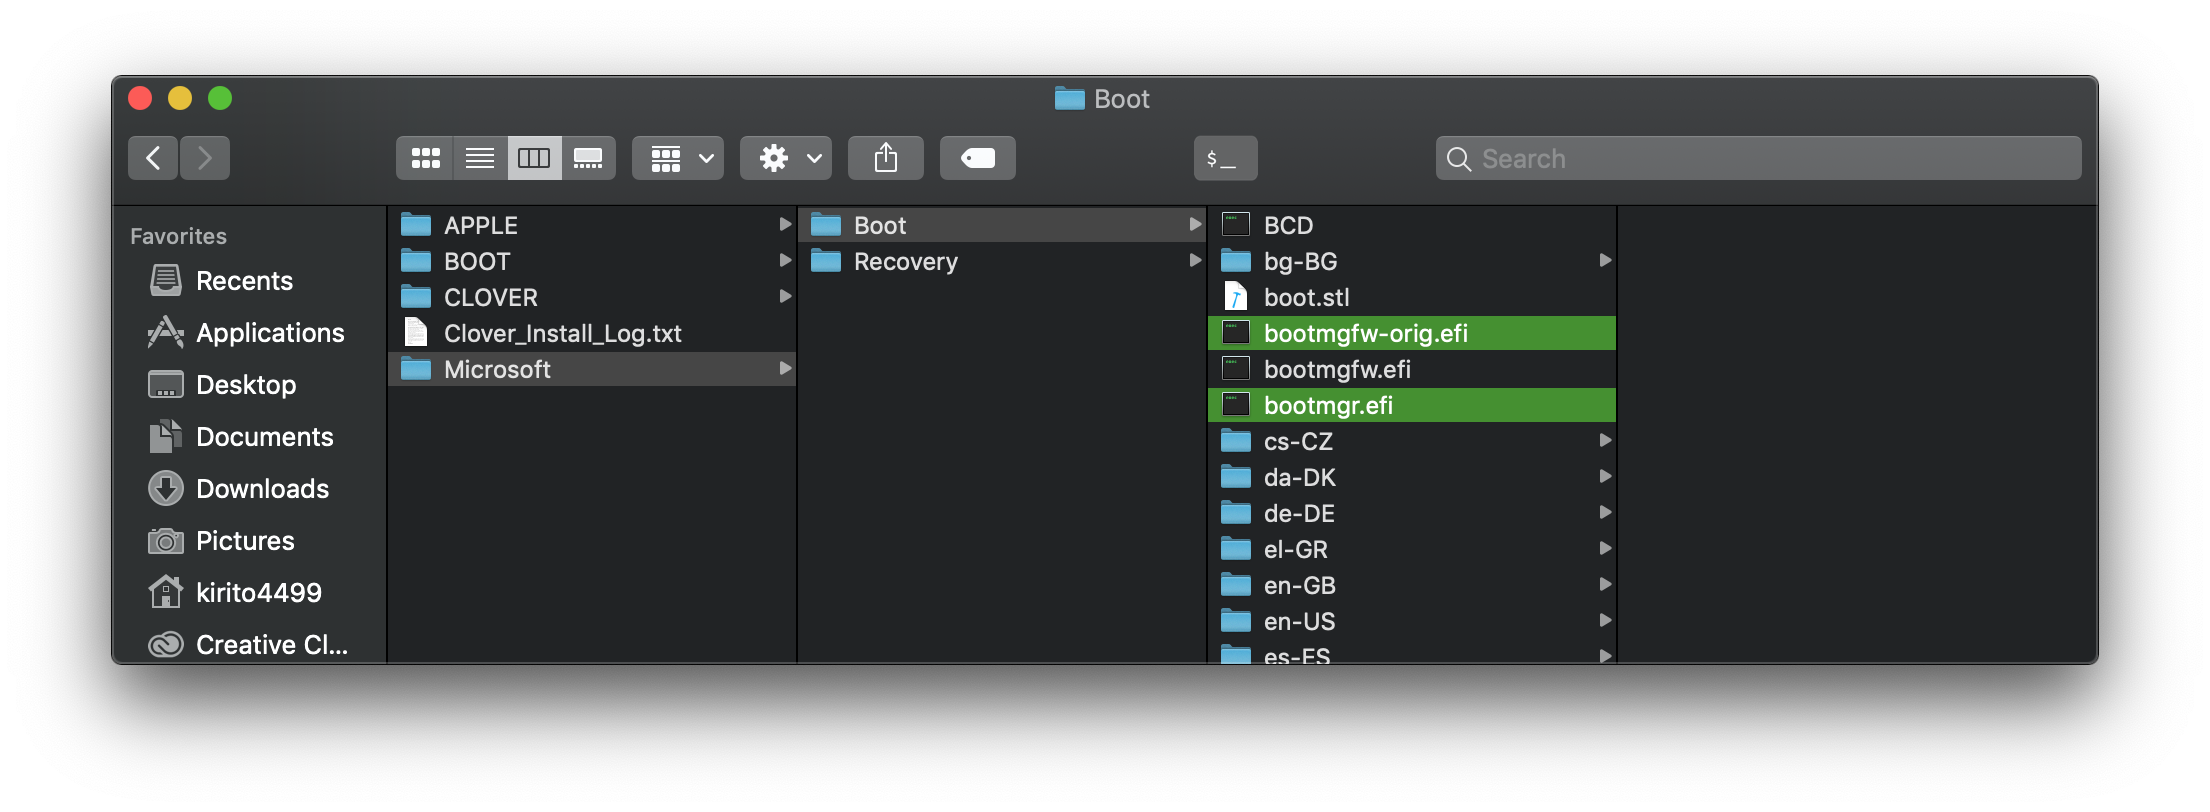 Boot
$_
Search
Favorites
Recents
Applications
Desktop
Documents
Downloads
Pictures
kirito4499
Creative Cl...
APPLE
BOOT
CLOVER
Clover_Install_Log.txt
Microsoft
Boot
Recovery
BCD
bg-BG
boot.stl
bootmgfw-orig.efi
bootmgfw.efi
bootmgr.efi
cs-CZ
da-DK
de-DE
el-GR
en-GB
en-US
es-ES